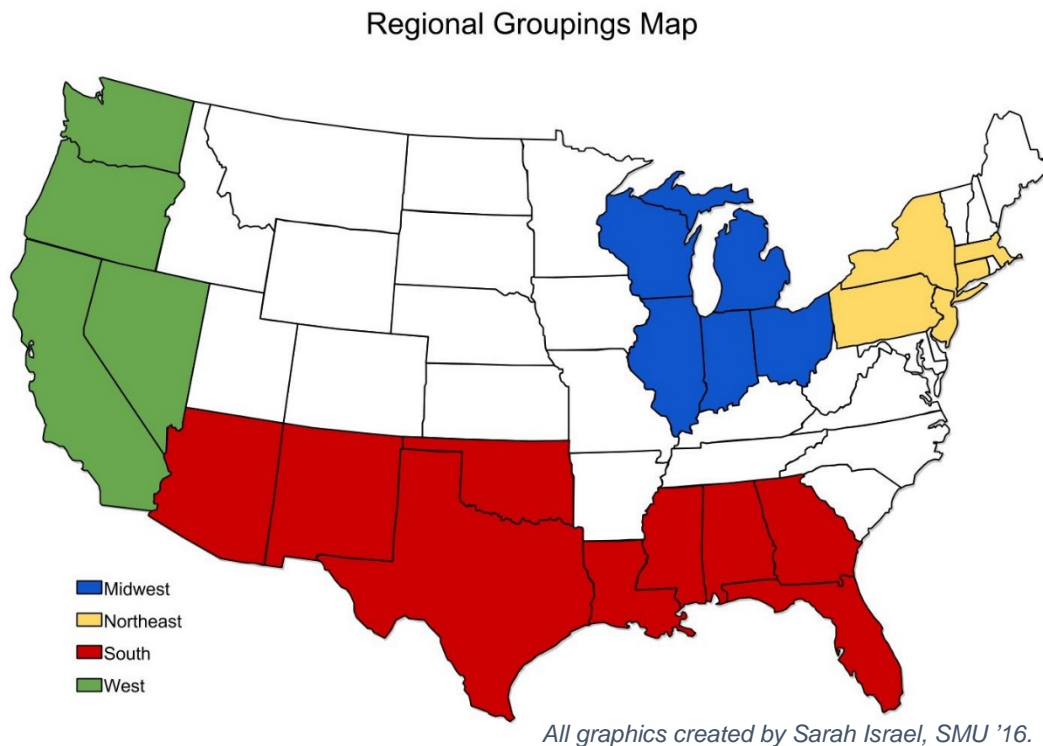 Regional Groupings Map
Midwest
Northeast
South
West
All graphics created by Sarah Israel, SMU '16.